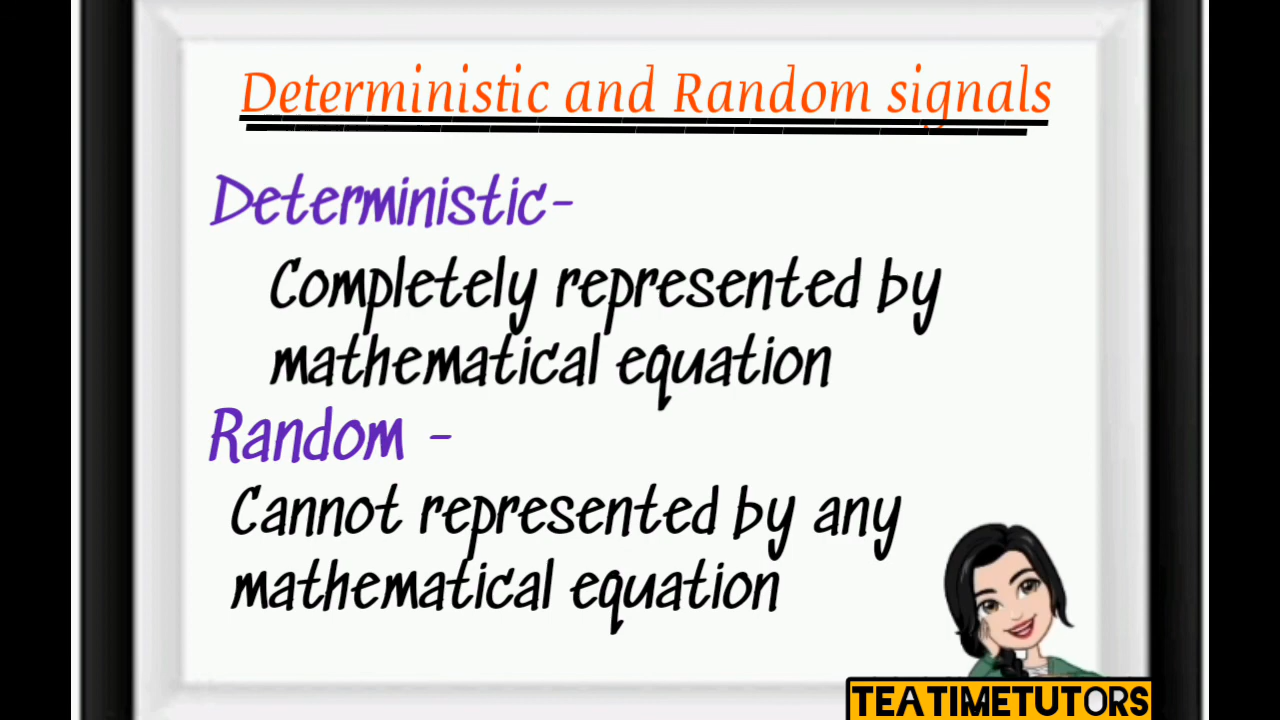 Deterministic and Random signals
Deterministic-
Completely represented by
mathematical equation
Random -
Cannot represented by any
mathematical equation
TEATIMETUTORS